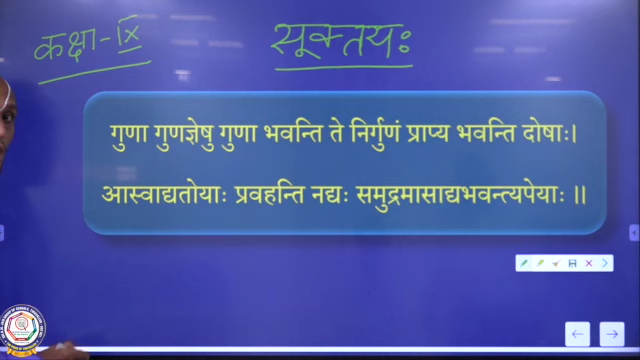 कक्षा-IX
सूक्तयः
गुणा गुणज्ञेषु गुणा भवन्ति ते निर्गुणं प्राप्य भवन्ति दोषाः।
आस्वाद्यतोयाः प्रवहन्ति नद्यः समुद्रमासाद्यभवन्त्यपेयाः ।।